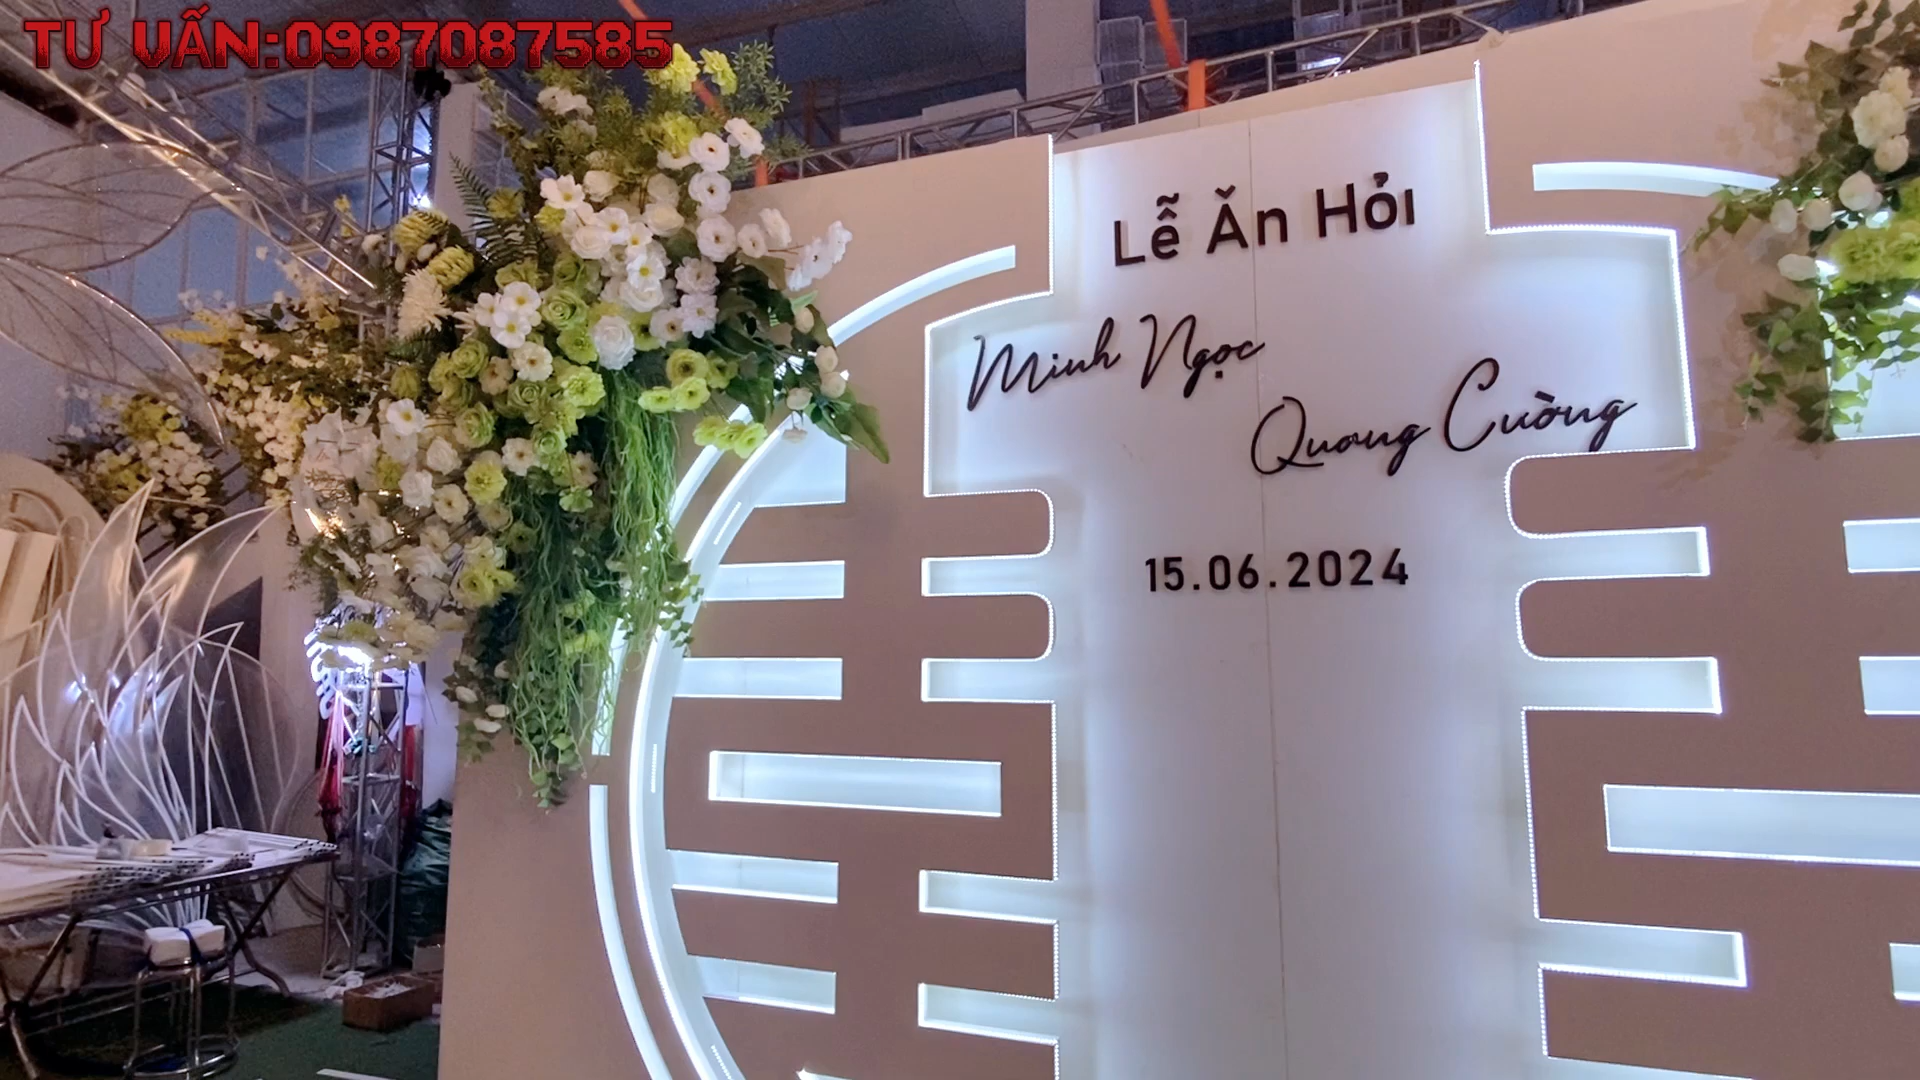 TƯ VẤN:0987087585
Lễ Ăn Hỏi
Minh Ngọc
Quang Cường
15.06.2024